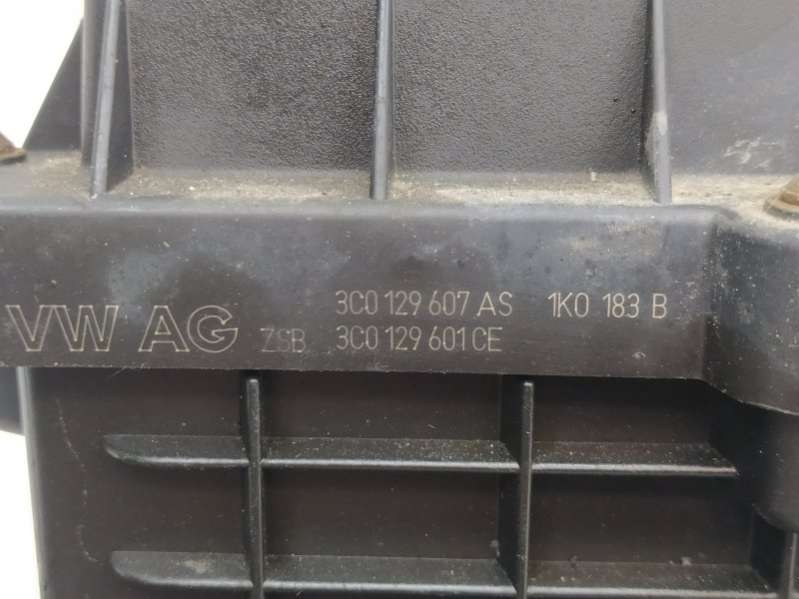 3C0 129 607 AS 1K0 183 B
VW AG ZSB 3C0 129 601 CE